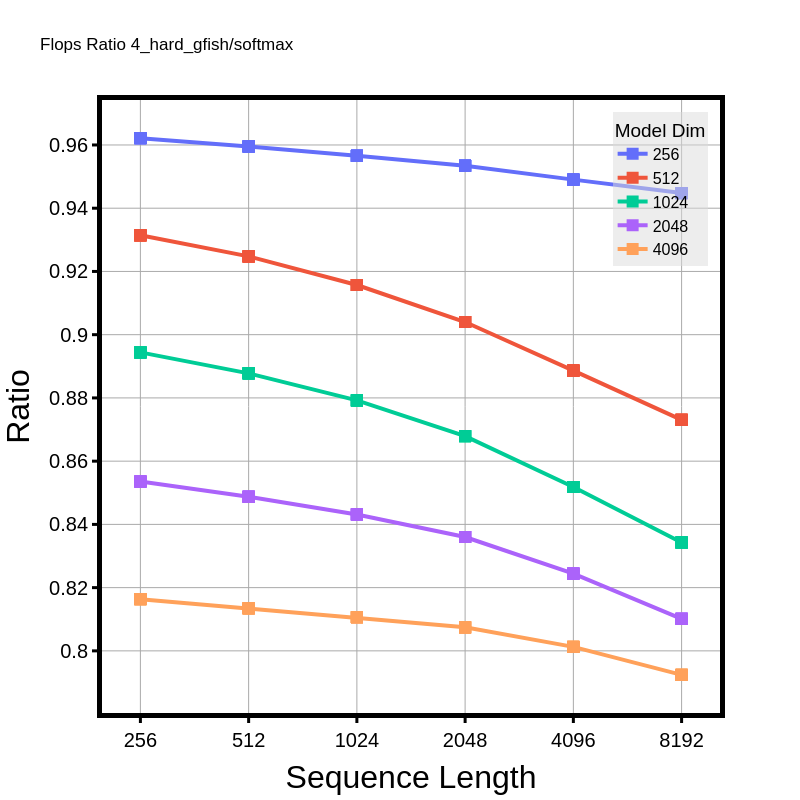 Flops Ratio 4_hard_gfish/softmax
Model Dim
256
512
1024
2048
4096
0.96
0.94
0.92
0.9
0.88
0.86
0.84
0.82
0.8
Ratio
256 512 1024 2048 4096 8192
Sequence Length